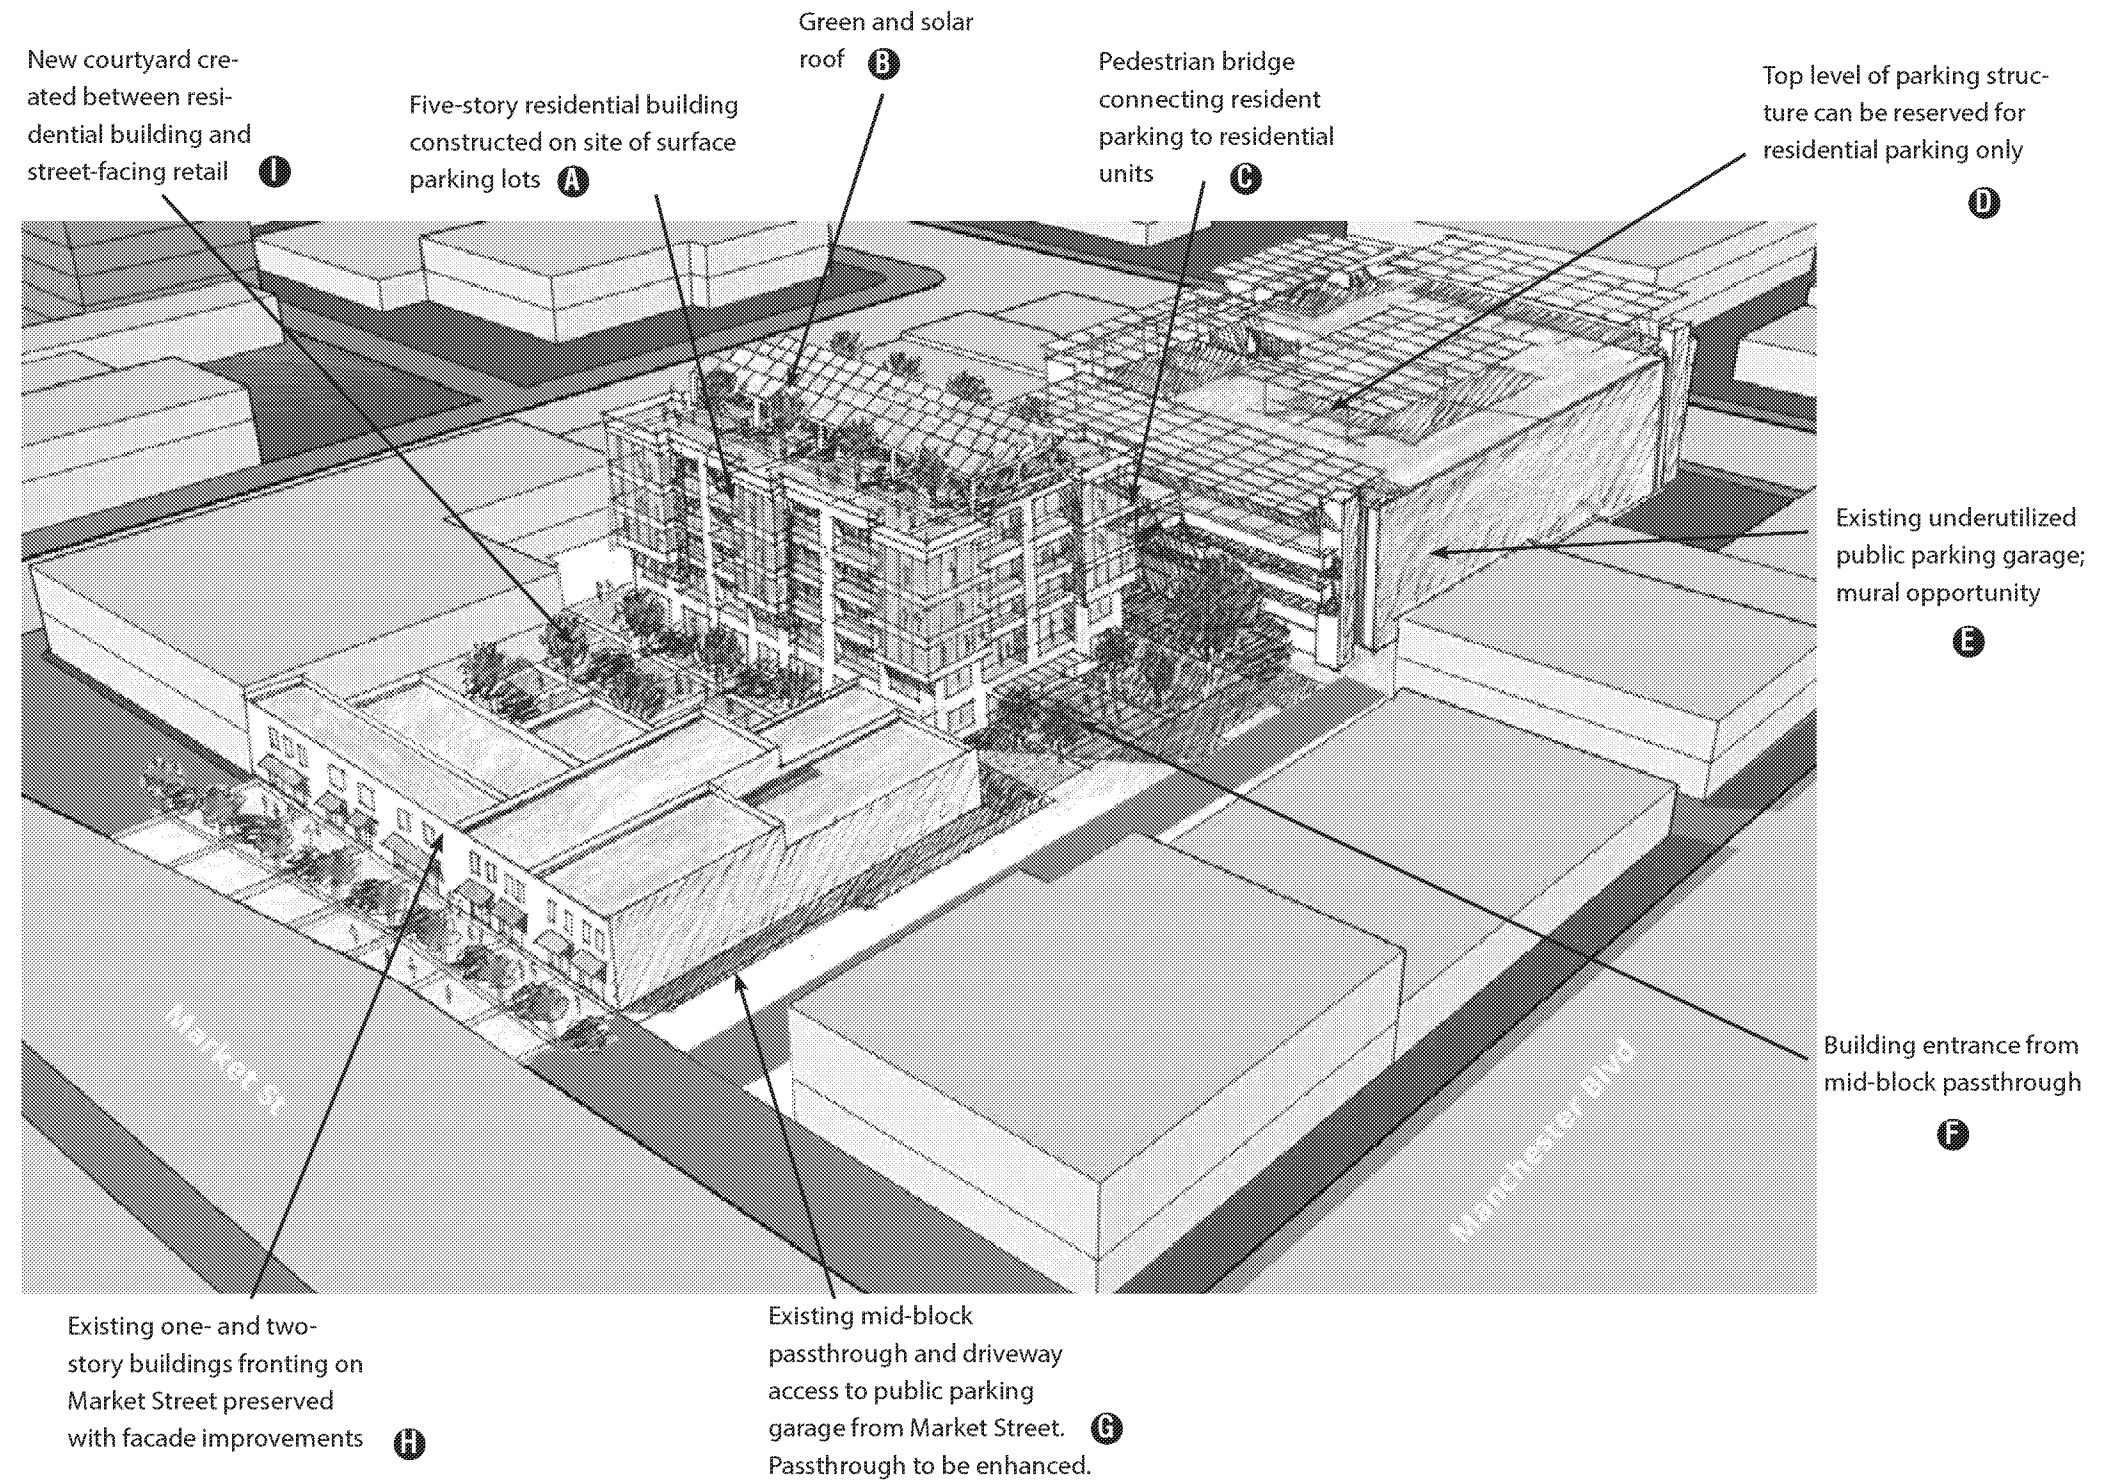 Green and solar
roof B
New courtyard cre-
ated between resi-
dential building and
street-facing retail I
Five-story residential building
constructed on site of surface
parking lots A
Pedestrian bridge
connecting resident
parking to residential
units C
Top level of parking struc-
ture can be reserved for
residential parking only
D
Existing underutilized
public parking garage;
mural opportunity
E
Building entrance from
mid-block passthrough
F
Market St
Manchester Blvd
Existing one- and two-
story buildings fronting on
Market Street preserved
with facade improvements H
Existing mid-block
passthrough and driveway
access to public parking
garage from Market Street. G
Passthrough to be enhanced.